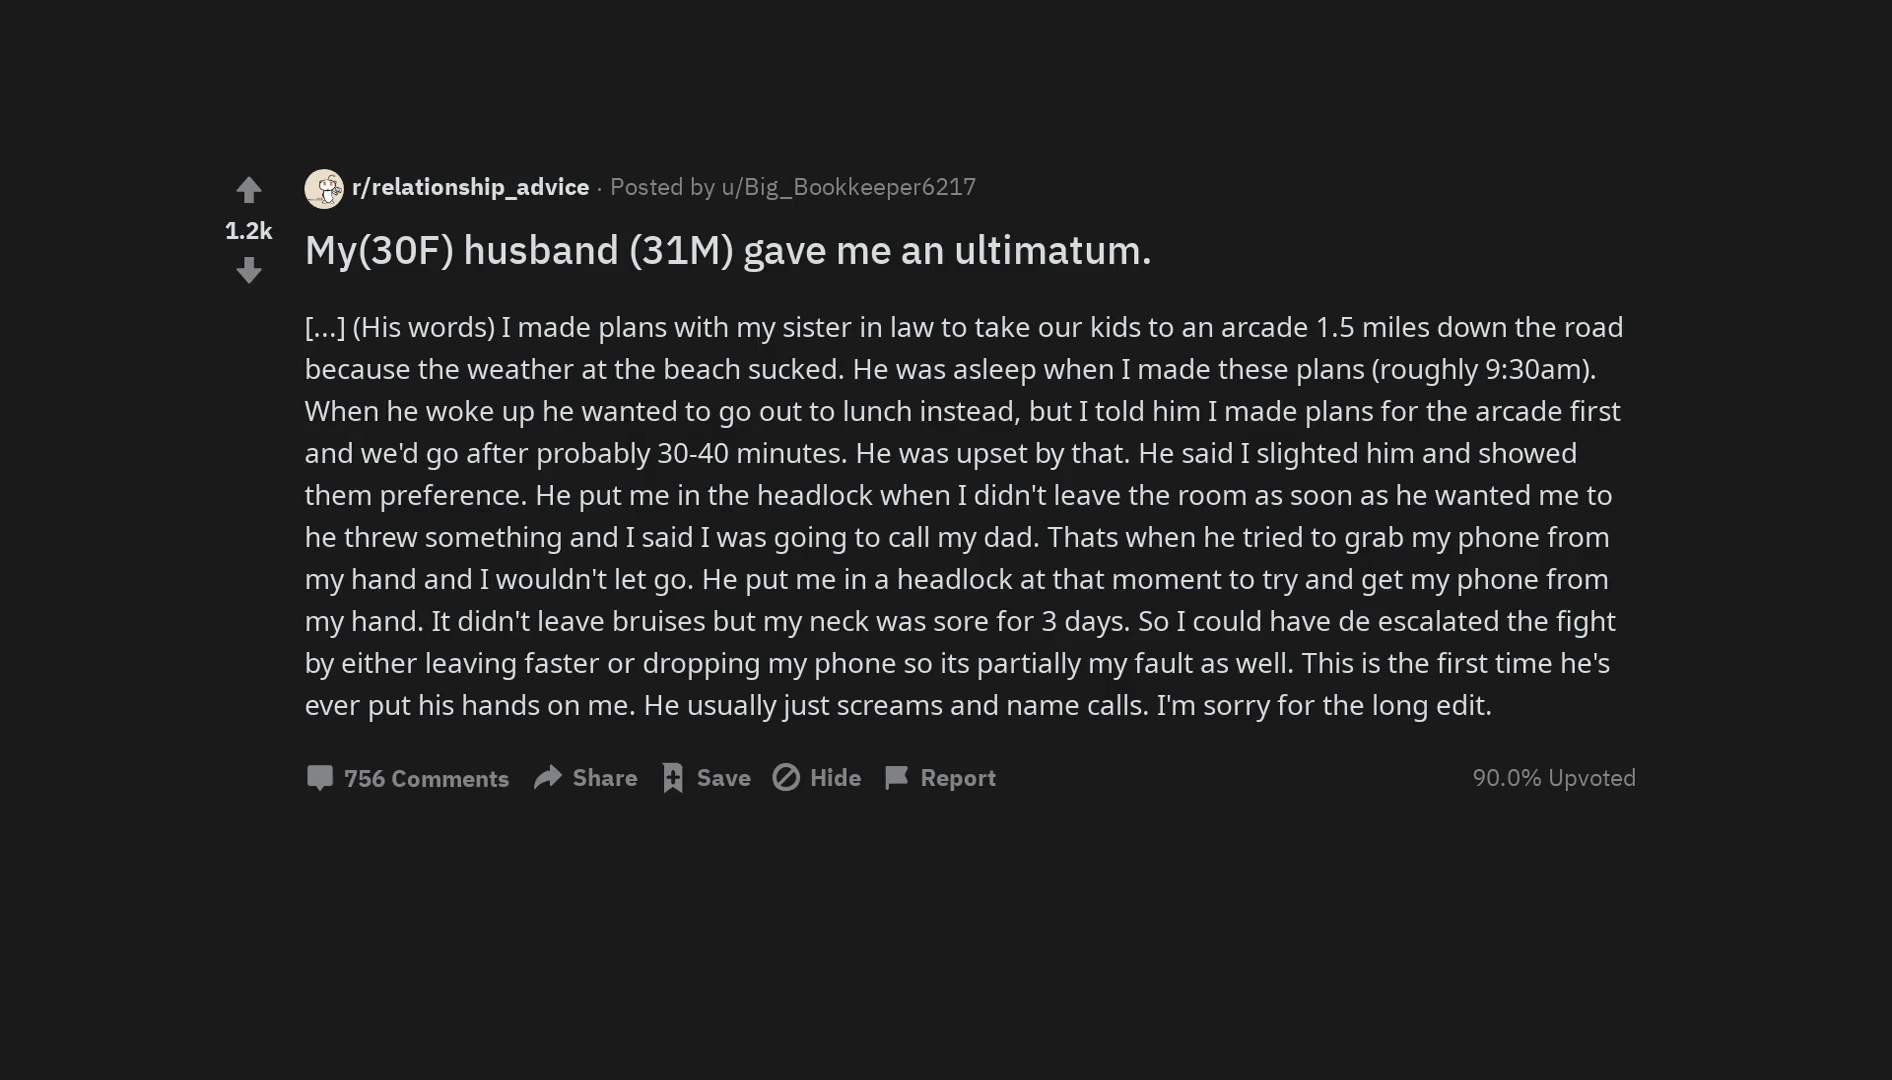 r/relationship_advice · Posted by u/Big_Bookkeeper6217
1.2k
My(30F) husband (31M) gave me an ultimatum.
[...] (His words) I made plans with my sister in law to take our kids to an arcade 1.5 miles down the road
because the weather at the beach sucked. He was asleep when I made these plans (roughly 9:30am).
When he woke up he wanted to go out to lunch instead, but I told him I made plans for the arcade first
and we'd go after probably 30-40 minutes. He was upset by that. He said I slighted him and showed
them preference. He put me in the headlock when I didn't leave the room as soon as he wanted me to
he threw something and I said I was going to call my dad. Thats when he tried to grab my phone from
my hand and I wouldn't let go. He put me in a headlock at that moment to try and get my phone from
my hand. It didn't leave bruises but my neck was sore for 3 days. So I could have de escalated the fight
by either leaving faster or dropping my phone so its partially my fault as well. This is the first time he's
ever put his hands on me. He usually just screams and name calls. I'm sorry for the long edit.
756 Comments Share Save Hide Report 90.0% Upvoted